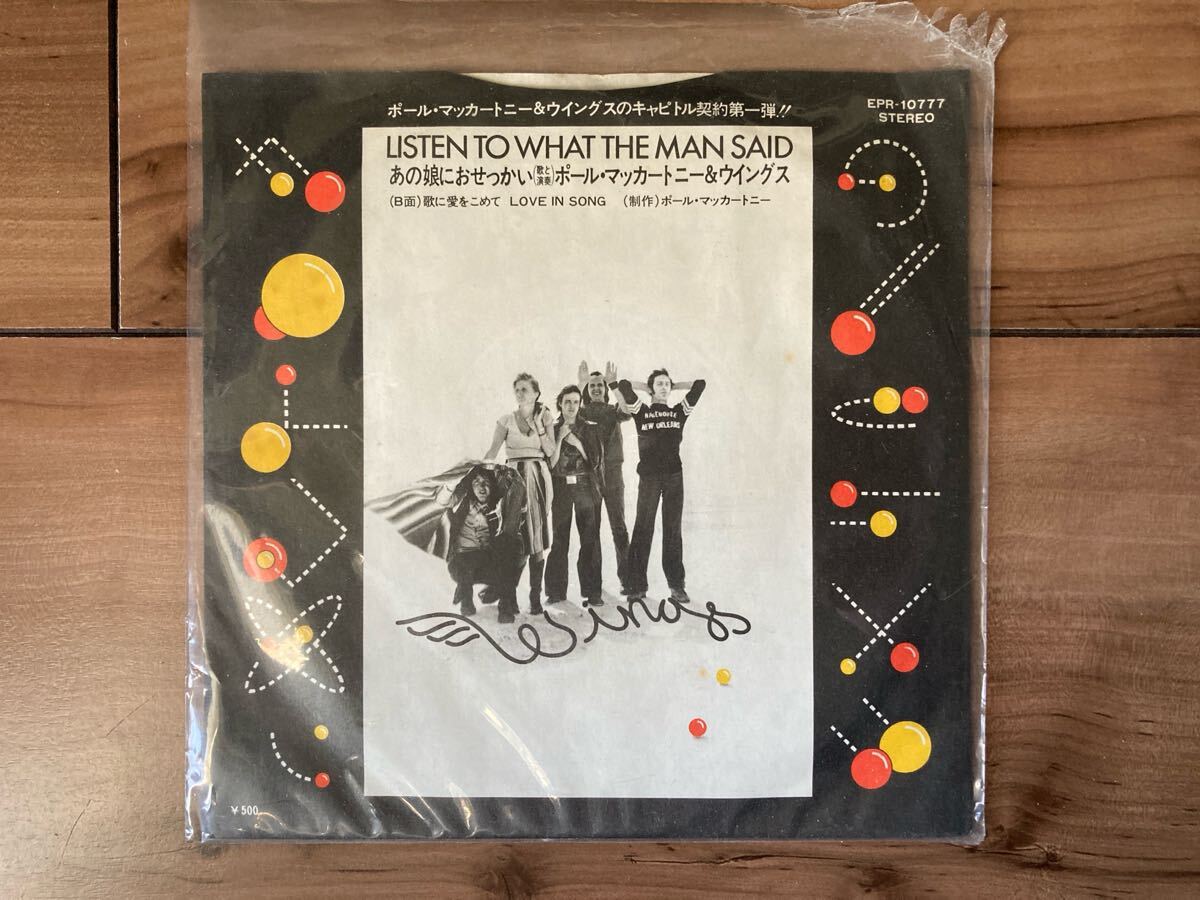 ポール・マッカートニー&ウイングスのキャピトル契約第一弾!!
EPR-10777
STEREO
LISTEN TO WHAT THE MAN SAID
あの娘におせっかい(歌と演奏)ポール・マッカートニー&ウイングス
(B面)歌に愛をこめて LOVE IN SONG (制作)ポール・マッカートニー
NEW ORLEANS
Wings
¥500